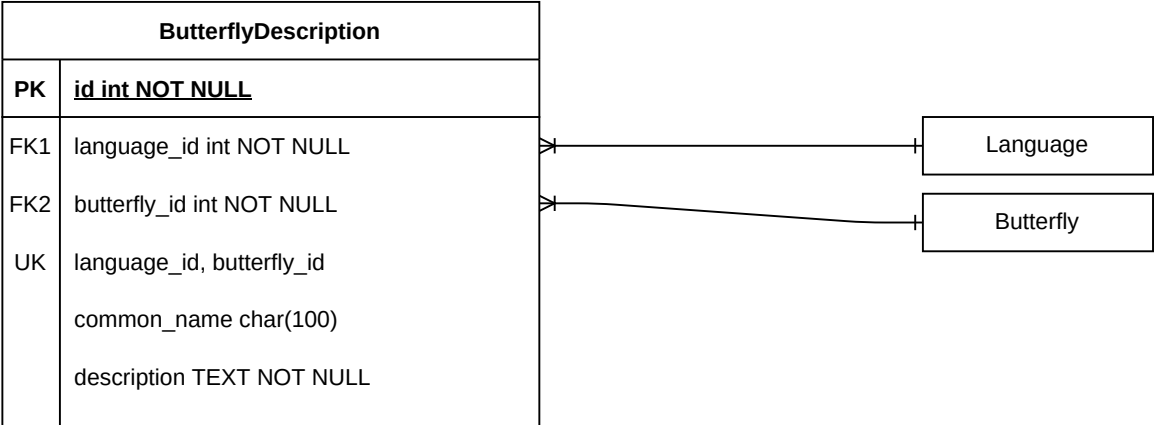 ButterflyDescription
PK id int NOT NULL
FK1 language_id int NOT NULL
FK2 butterfly_id int NOT NULL
UK language_id, butterfly_id
common_name char(100)
description TEXT NOT NULL
Language
Butterfly